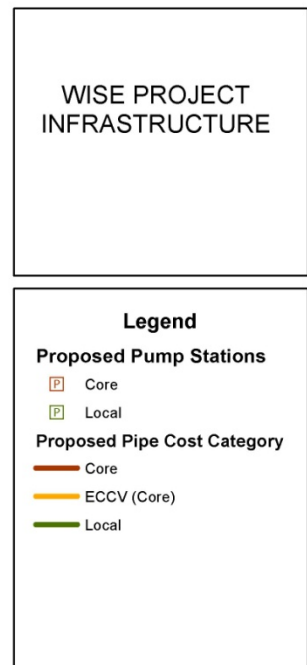 WISE PROJECT
INFRASTRUCTURE
Legend
Proposed Pump Stations
P Core
P Local
Proposed Pipe Cost Category
Core
ECCV (Core)
Local